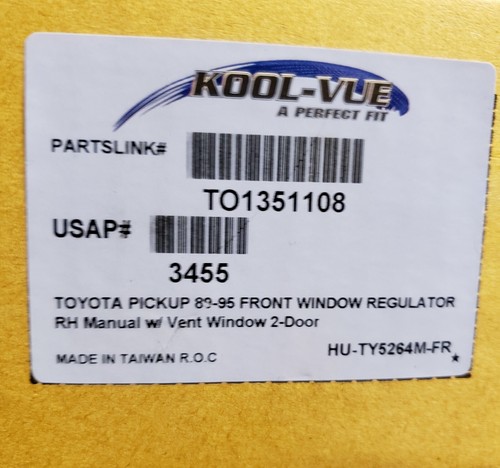 KOOL-VUE
A PERFECT FIT
PARTSLINK#
TO1351108
USAP#
3455
TOYOTA PICKUP 89-95 FRONT WINDOW REGULATOR
RH Manual w/ Vent Window 2-Door
MADE IN TAIWAN R.O.C
HU-TY5264M-FR
*